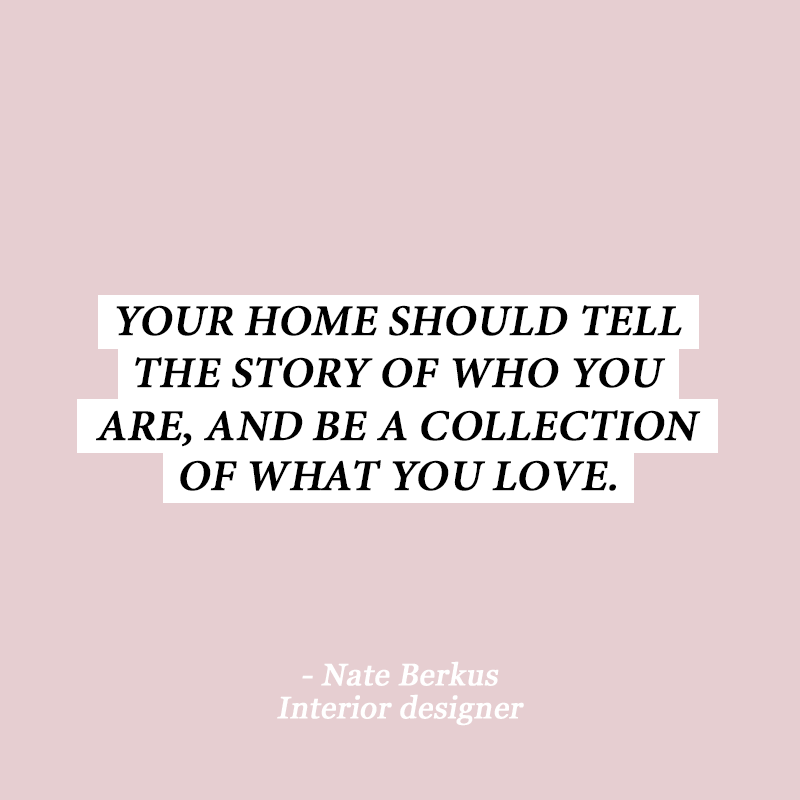 YOUR HOME SHOULD TELL
THE STORY OF WHO YOU
ARE, AND BE A COLLECTION
OF WHAT YOU LOVE.
- Nate Berkus
Interior designer